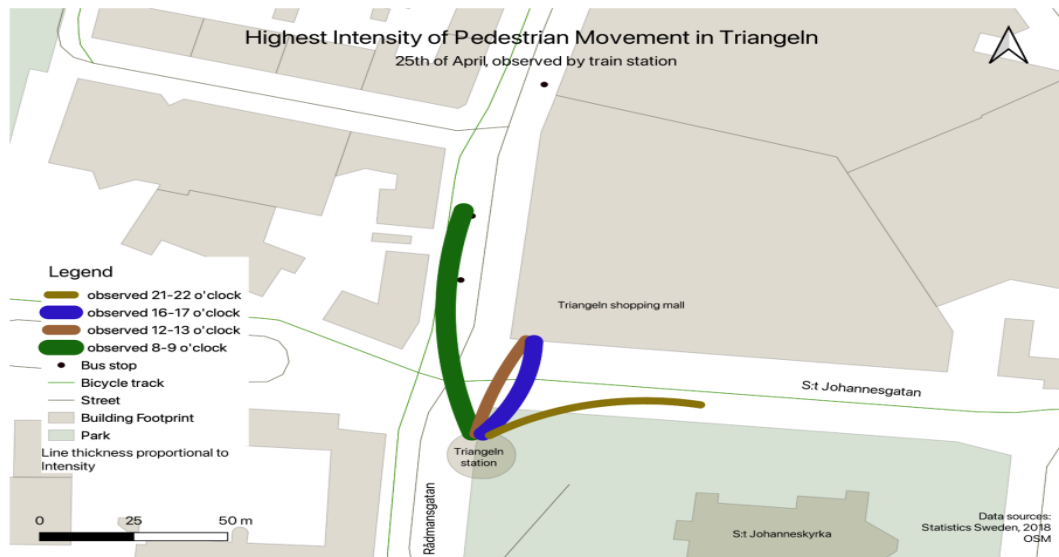 Highest Intensity of Pedestrian Movement in Triangeln
25th of April, observed by train station
Legend
observed 21-22 o'clock
observed 16-17 o'clock
observed 12-13 o'clock
observed 8-9 o'clock
Bus stop
Bicycle track
Street
Building Footprint
Park
Line thickness proportional to
Intensity
Triangeln shopping mall
S:t Johannesgatan
Triangeln
station
Rådmansgatan
S:t Johanneskyrka
0 25 50 m
Data sources:
Statistics Sweden, 2018
OSM